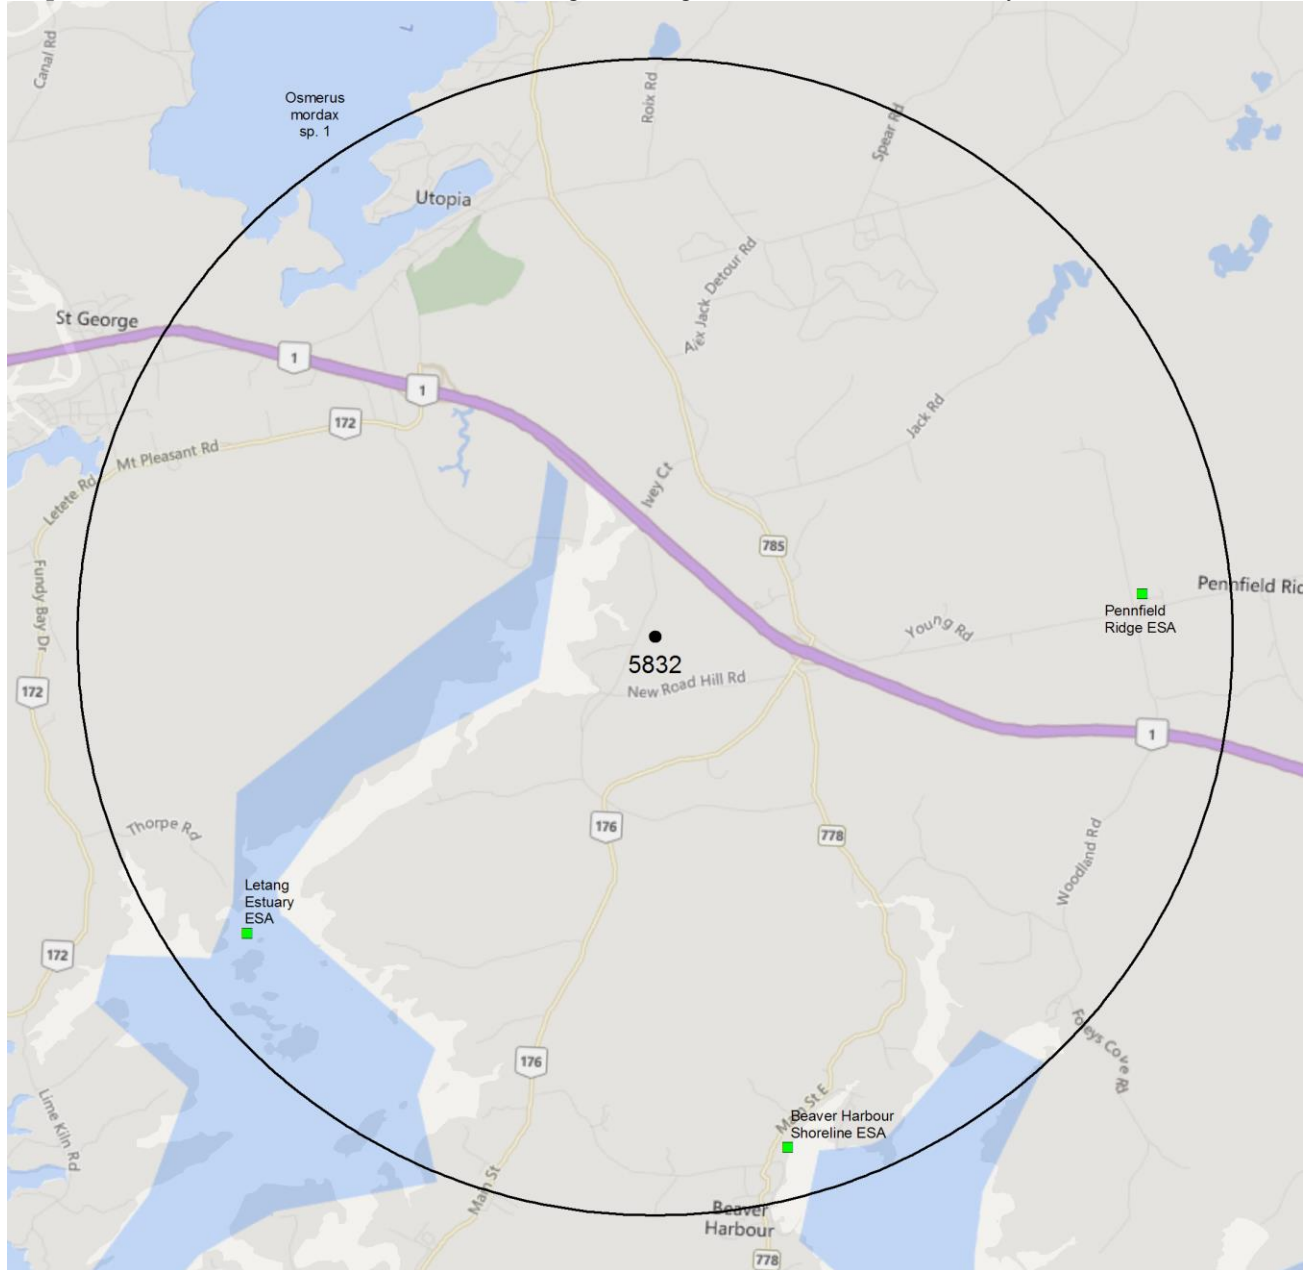 Canal Rd
L
Osmerus
mordax
sp. 1
Roix Rd
Spear Rd
Utopia
Alex Jack Detour Rd
St George
1
1
172
Mt Pleasant Rd
Letete Rd
Jack Rd
Ivey Ct
785
Fundy Bay Dr
Pennfield Rid
Pennfield
Ridge ESA
Young Rd
5832
New Road Hill Rd
172
1
176
778
Thorpe Rd
Woodland Rd
Letang
Estuary
ESA
172
Foleys Cove Rd
176
Main St E
Beaver Harbour
Shoreline ESA
Lime Kiln Rd
Main St
Beaver
Harbour
778